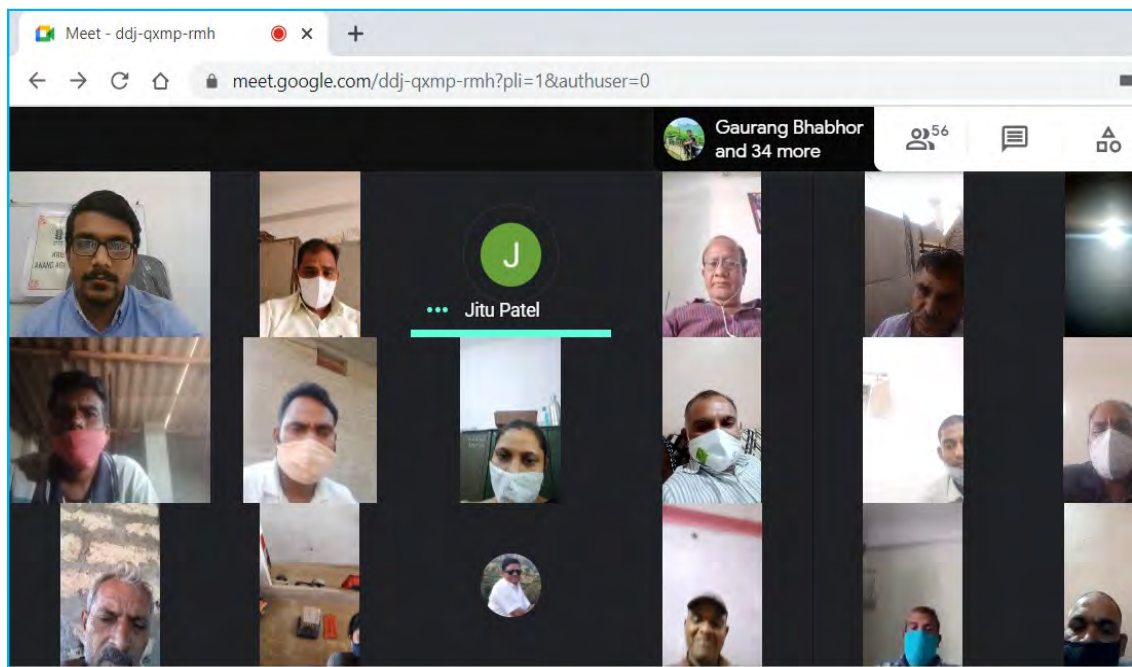 Meet - ddj-qxmp-rmh
meet.google.com/ddj-qxmp-rmh?pli=1&authuser=0
Gaurang Bhabhor
and 34 more
56
J
Jitu Patel